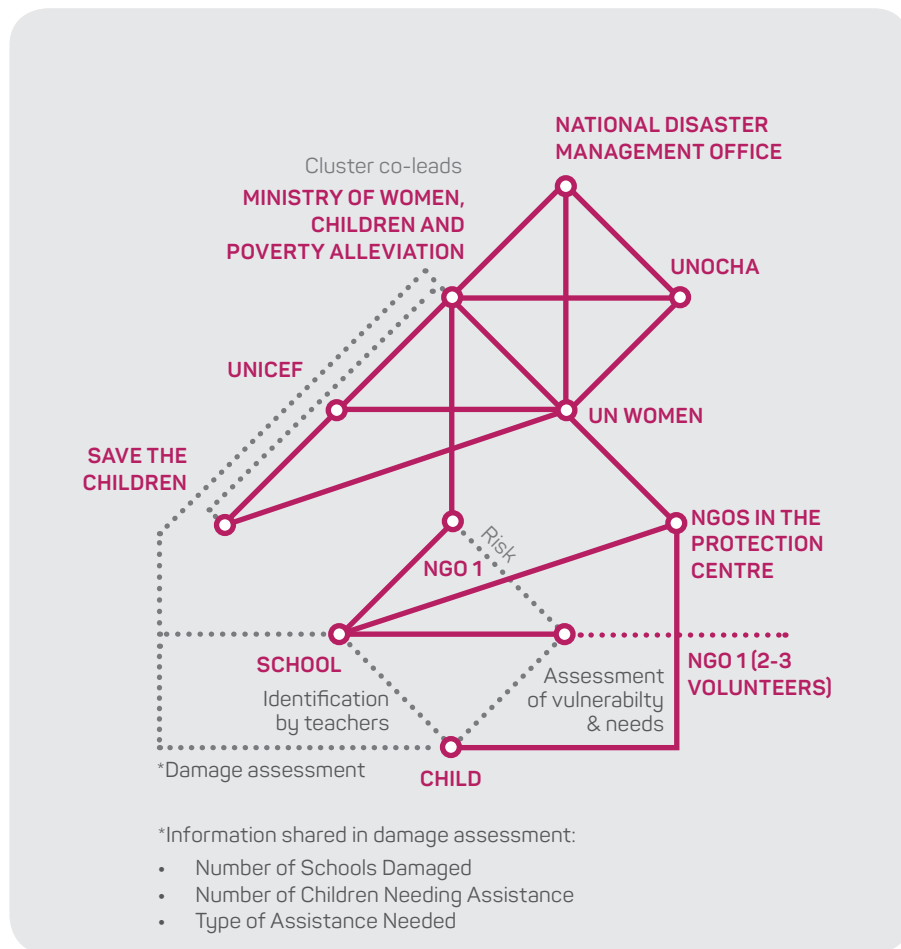 NATIONAL DISASTER
MANAGEMENT OFFICE
Cluster co-leads
MINISTRY OF WOMEN,
CHILDREN AND
POVERTY ALLEVIATION
UNOCHA
UNICEF
UN WOMEN
SAVE THE
CHILDREN
NGOS IN THE
PROTECTION
CENTRE
Risk
NGO 1
SCHOOL
NGO 1 (2-3
VOLUNTEERS)
Identification
by teachers
Assessment
of vulnerabilty
& needs
*Damage assessment
CHILD
*Information shared in damage assessment:
• Number of Schools Damaged
• Number of Children Needing Assistance
• Type of Assistance Needed